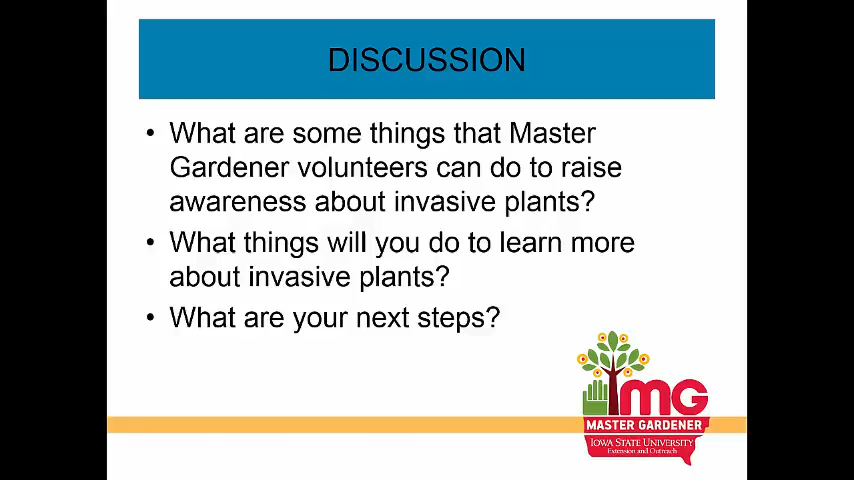 DISCUSSION
• What are some things that Master
Gardener volunteers can do to raise
awareness about invasive plants?
• What things will you do to learn more
about invasive plants?
• What are your next steps?
MG
MASTER GARDENER
IOWA STATE UNIVERSITY
Extension and Outreach